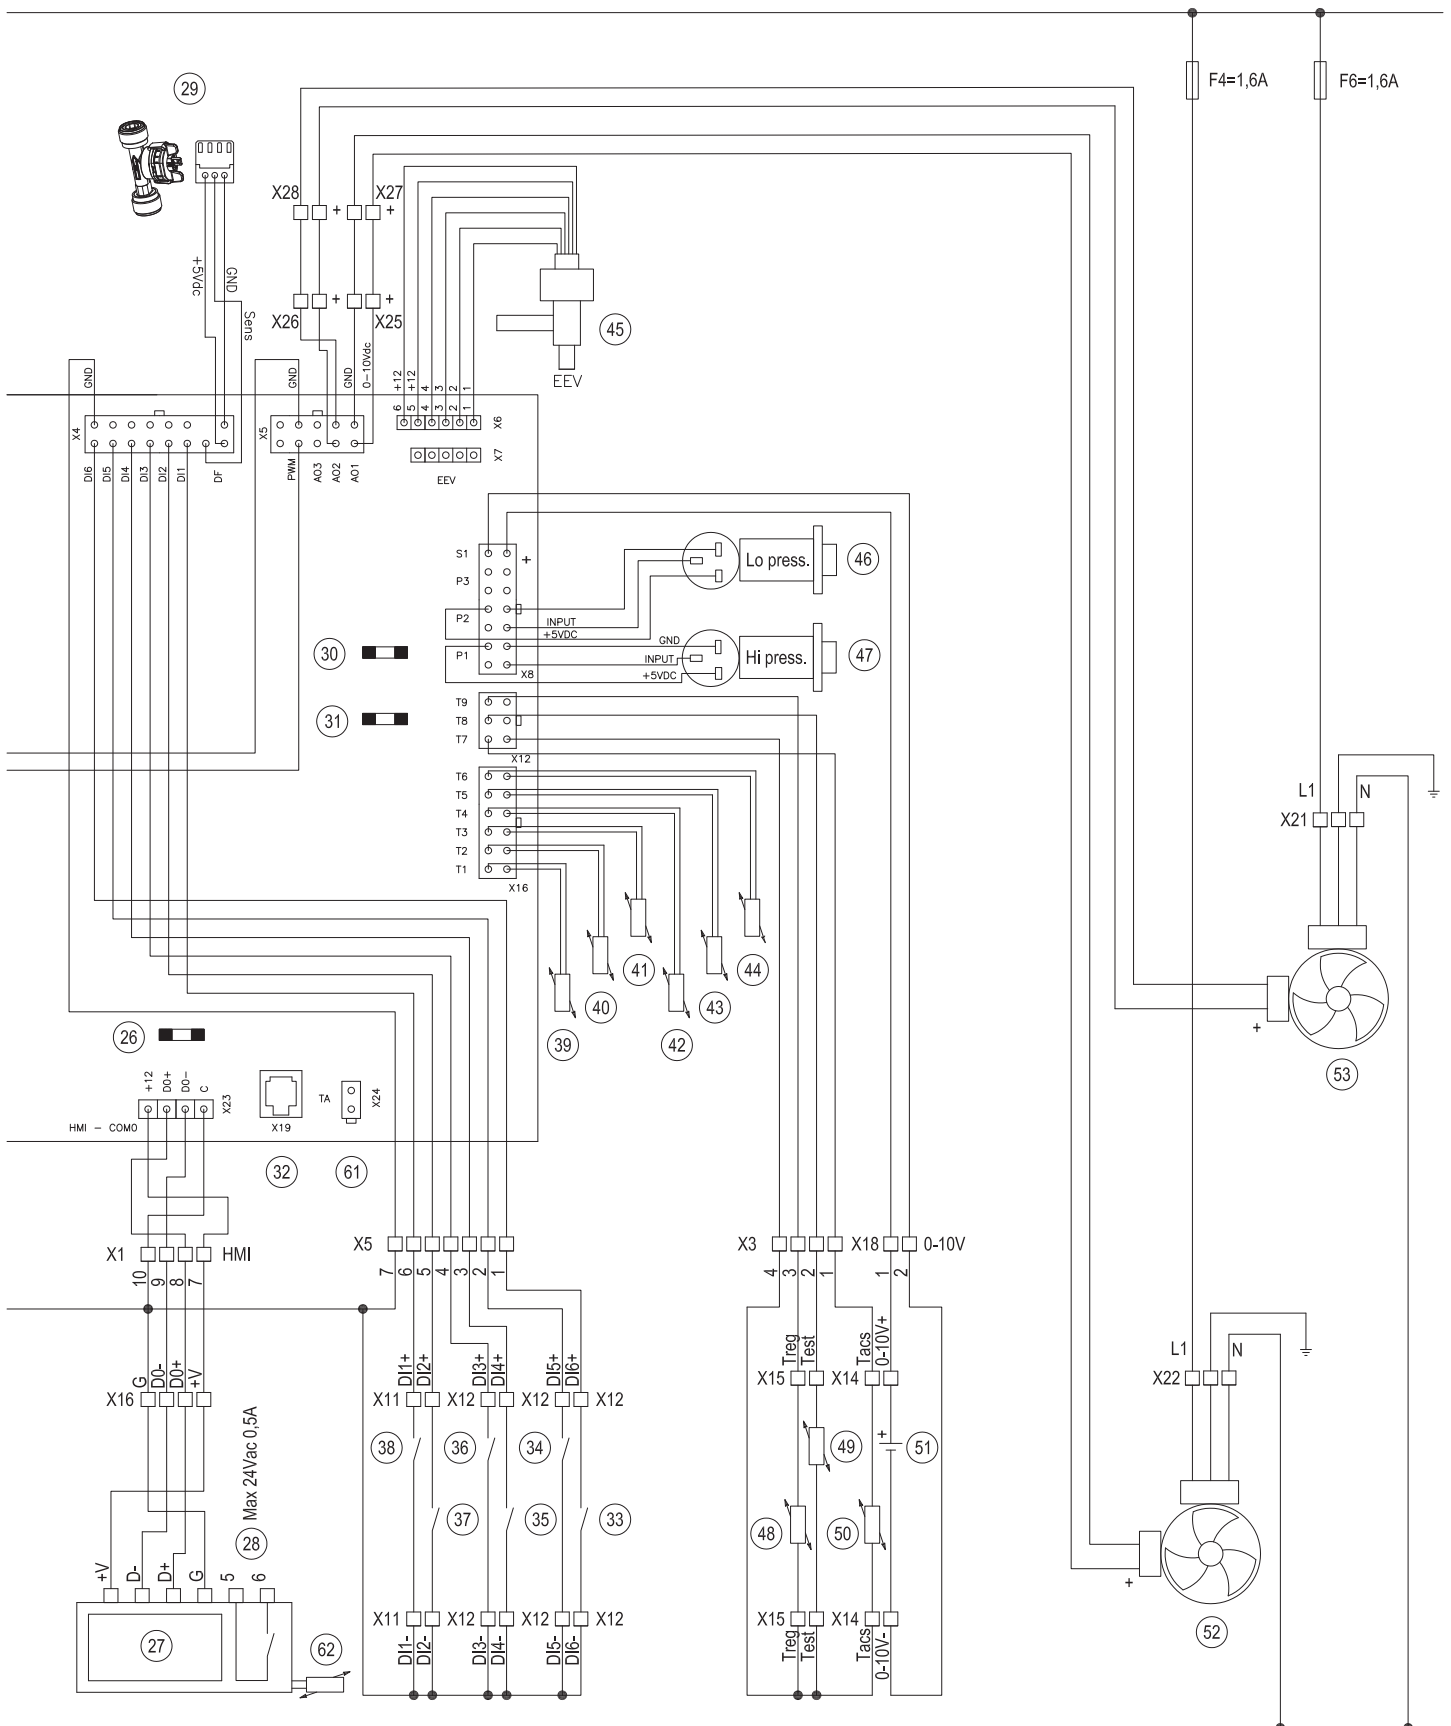 F4=1,6A
F6=1,6A
29
X28
+
X27
+
+5Vdc
GND
Sens
X26
+
X25
+
45
EEV
GND
GND
GND
0-10Vdc
+12
+12
4
3
2
1
6
5
4
3
2
1
X6
X4
X5
X7
DI6
DI5
DI4
DI3
DI2
DI1
DF
PWM
AO3
AO2
AO1
EEV
S1
+
P3
P2
P1
X8
Lo press.
46
INPUT
+5VDC
GND
INPUT
+5VDC
Hi press.
47
30
31
T9
T8
T7
X12
T6
T5
T4
T3
T2
T1
X16
L1
N
X21
41
44
40
43
39
42
26
+
53
+12
D0+
D0-
C
X23
HMI - COM0
X19
TA
X24
32
61
X1
HMI
X5
X3
X18
0-10V
10
9
8
7
7
6
5
4
3
2
1
4
3
2
1
1
2
G
D0-
D0+
+V
DI1+
DI2+
DI3+
DI4+
DI5+
DI6+
Treg
Test
Tacs
0-10V+
L1
N
X16
X11
X12
X12
X12
X15
X14
X22
Max 24Vac 0,5A
38
36
34
49
+
51
37
35
33
48
50
28
+V
D-
D+
G
5
6
+
52
27
62
X11
X12
X12
X12
X15
X14
DI1-
DI2-
DI3-
DI4-
DI5-
DI6-
Treg
Test
Tacs
0-10V-